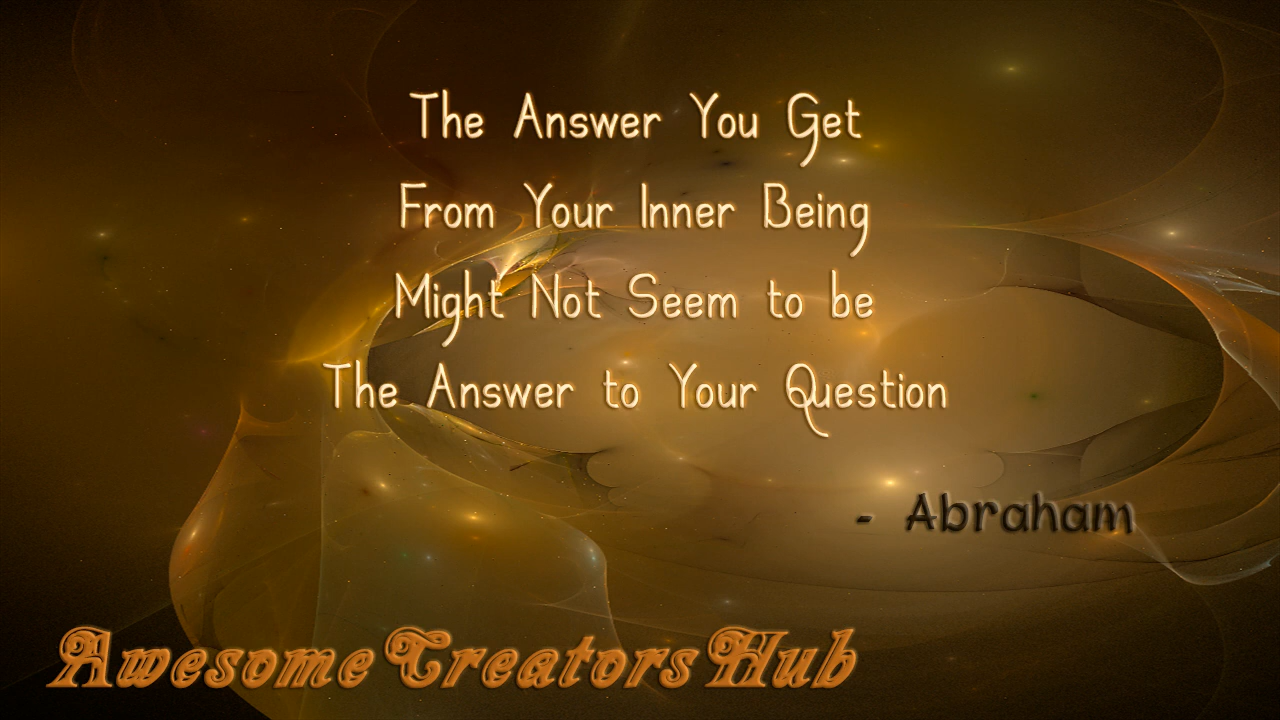 The Answer You Get
From Your Inner Being
Might Not Seem to be
The Answer to Your Question
- Abraham
Awesome Creators Hub